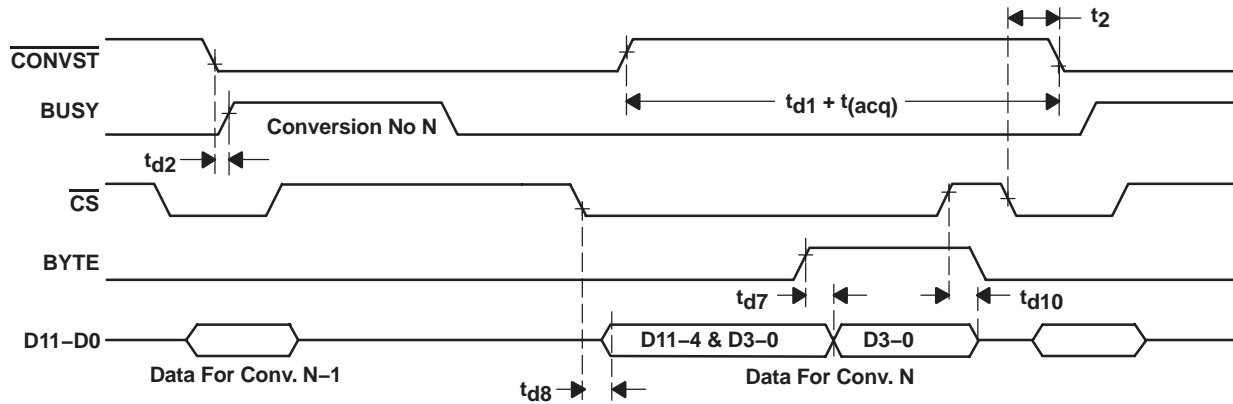 t2
CONVST
td1 + t(acq)
BUSY
Conversion No N
td2
CS
BYTE
td7
td10
D11–D0
D11–4 & D3–0
D3–0
Data For Conv. N–1
Data For Conv. N
td8